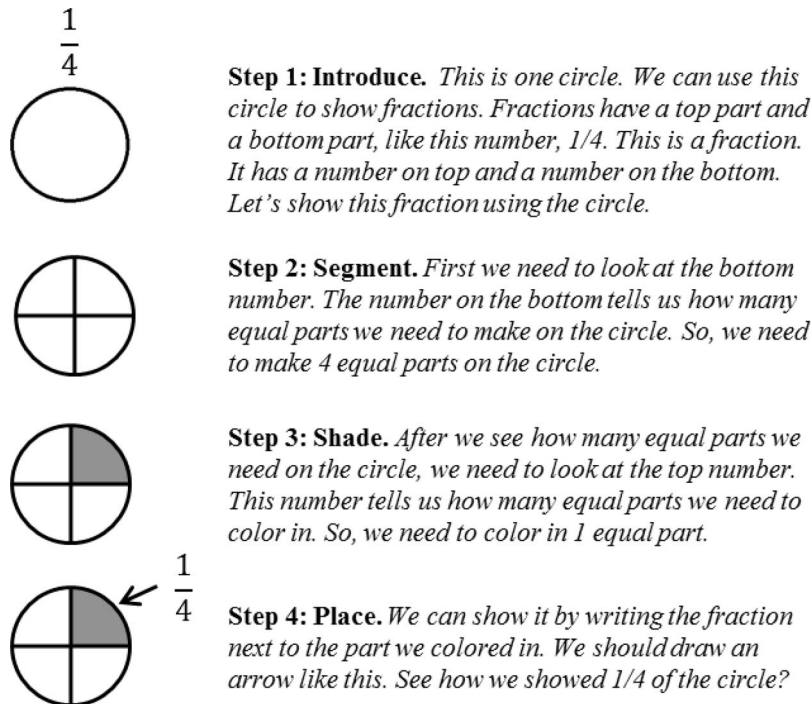 1
4
Step 1: Introduce. This is one circle. We can use this
circle to show fractions. Fractions have a top part and
a bottom part, like this number, 1/4. This is a fraction.
It has a number on top and a number on the bottom.
Let's show this fraction using the circle.
Step 2: Segment. First we need to look at the bottom
number. The number on the bottom tells us how many
equal parts we need to make on the circle. So, we need
to make 4 equal parts on the circle.
Step 3: Shade. After we see how many equal parts we
need on the circle, we need to look at the top number.
This number tells us how many equal parts we need to
color in. So, we need to color in 1 equal part.
1
4
Step 4: Place. We can show it by writing the fraction
next to the part we colored in. We should draw an
arrow like this. See how we showed 1/4 of the circle?